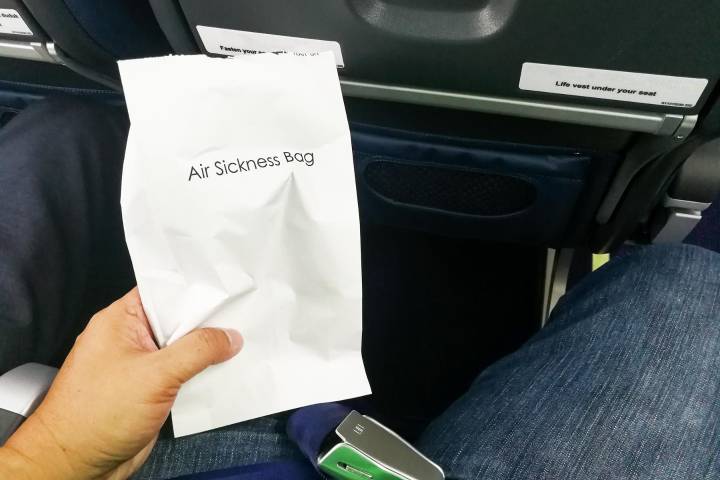 Fasten your
Life vest under your seat
Air Sickness Bag